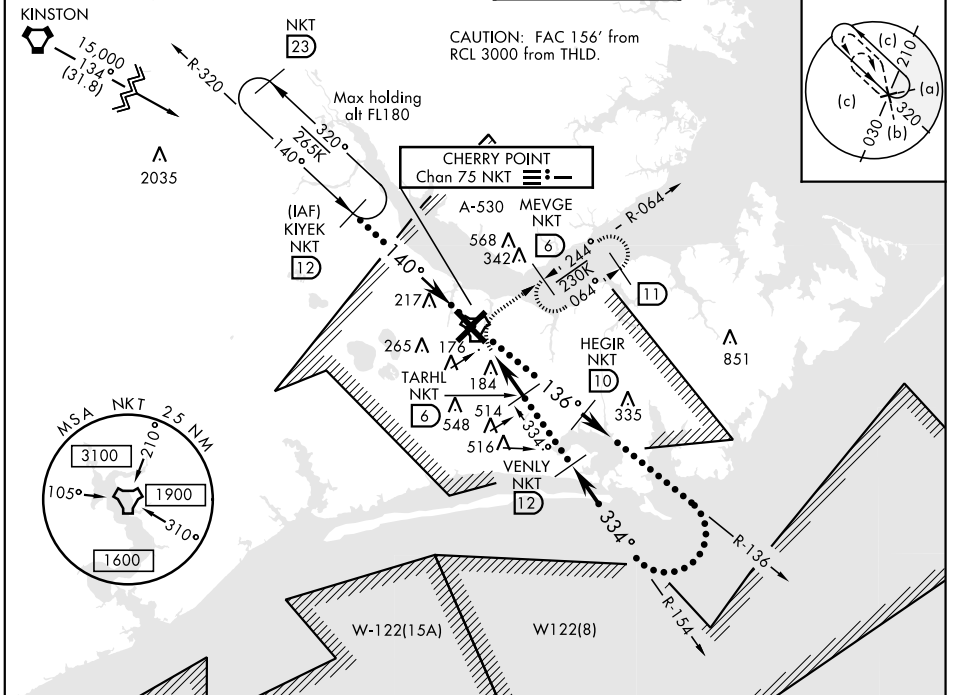 KINSTON
15,000
134°
(31.8)
R-320
NKT
23
CAUTION: FAC 156' from
RCL 3000 from THLD.
Max holding
alt FL180
320°
265K
140°
2035
CHERRY POINT
Chan 75 NKT
(IAF)
KIYEK
NKT
12
140°
A-530
MEVGE
NKT
6
R-064
568
342
244°
230K
064°
11
217
265
176
184
TARHL
NKT
6
548
514
516
334°
136°
HEGIR
NKT
10
335
851
VENLY
NKT
12
334°
R-136
R-154
W-122(15A)
W122(8)
MSA NKT 25 NM
3100
210°
105°
1900
310°
1600
(c)
210
(a)
(c)
320
(b)
030